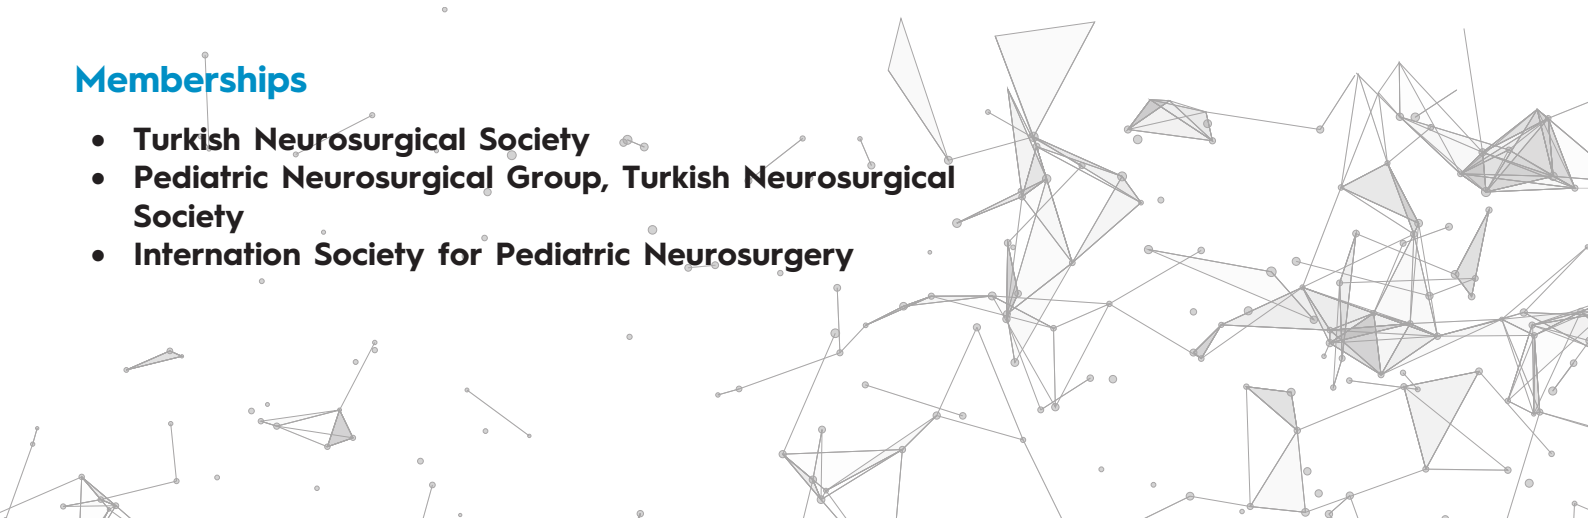 Memberships
• Turkish Neurosurgical Society
• Pediatric Neurosurgical Group, Turkish Neurosurgical
Society
• Internation Society for Pediatric Neurosurgery